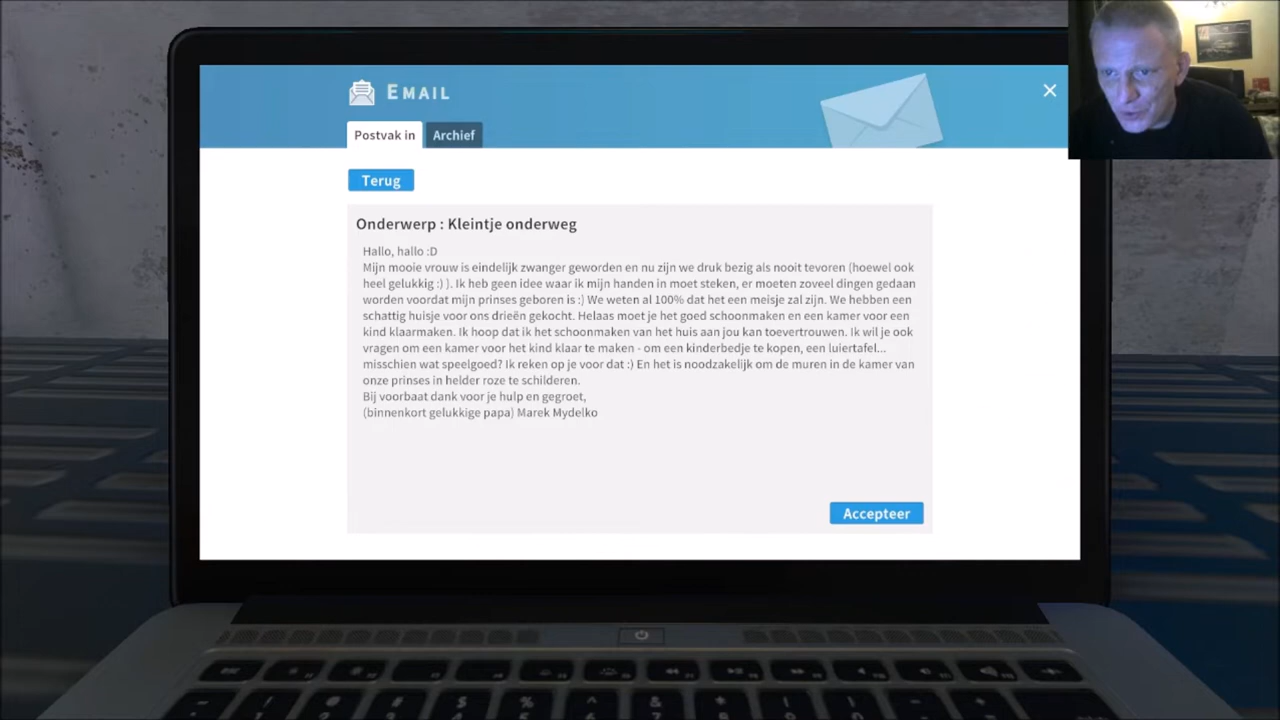 EMAIL
Postvak in
Archief
Terug
Onderwerp : Kleintje onderweg
Hallo, hallo :D
Mijn mooie vrouw is eindelijk zwanger geworden en nu zijn we druk bezig als nooit tevoren (hoewel ook
heel gelukkig :) ). Ik heb geen idee waar ik mijn handen in moet steken, er moeten zoveel dingen gedaan
worden voordat mijn prinses geboren is :) We weten al 100% dat het een meisje zal zijn. We hebben een
schattig huisje voor ons drieën gekocht. Helaas moet je het goed schoonmaken en een kamer voor een
kind klaarmaken. Ik hoop dat ik het schoonmaken van het huis aan jou kan toevertrouwen. Ik wil je ook
vragen om een kamer voor het kind klaar te maken - om een kinderbedje te kopen, een luiertafel...
misschien wat speelgoed? Ik reken op je voor dat :) En het is noodzakelijk om de muren in de kamer van
onze prinses in helder roze te schilderen.
Bij voorbaat dank voor je hulp en gegroet,
(binnenkort gelukkige papa) Marek Mydelko
Accepteer